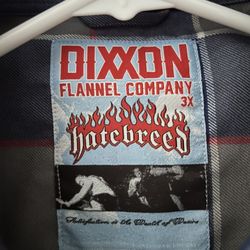 DIXXON
FLANNEL COMPANY
3X
hatebreed
Satisfaction is the Death of Desire